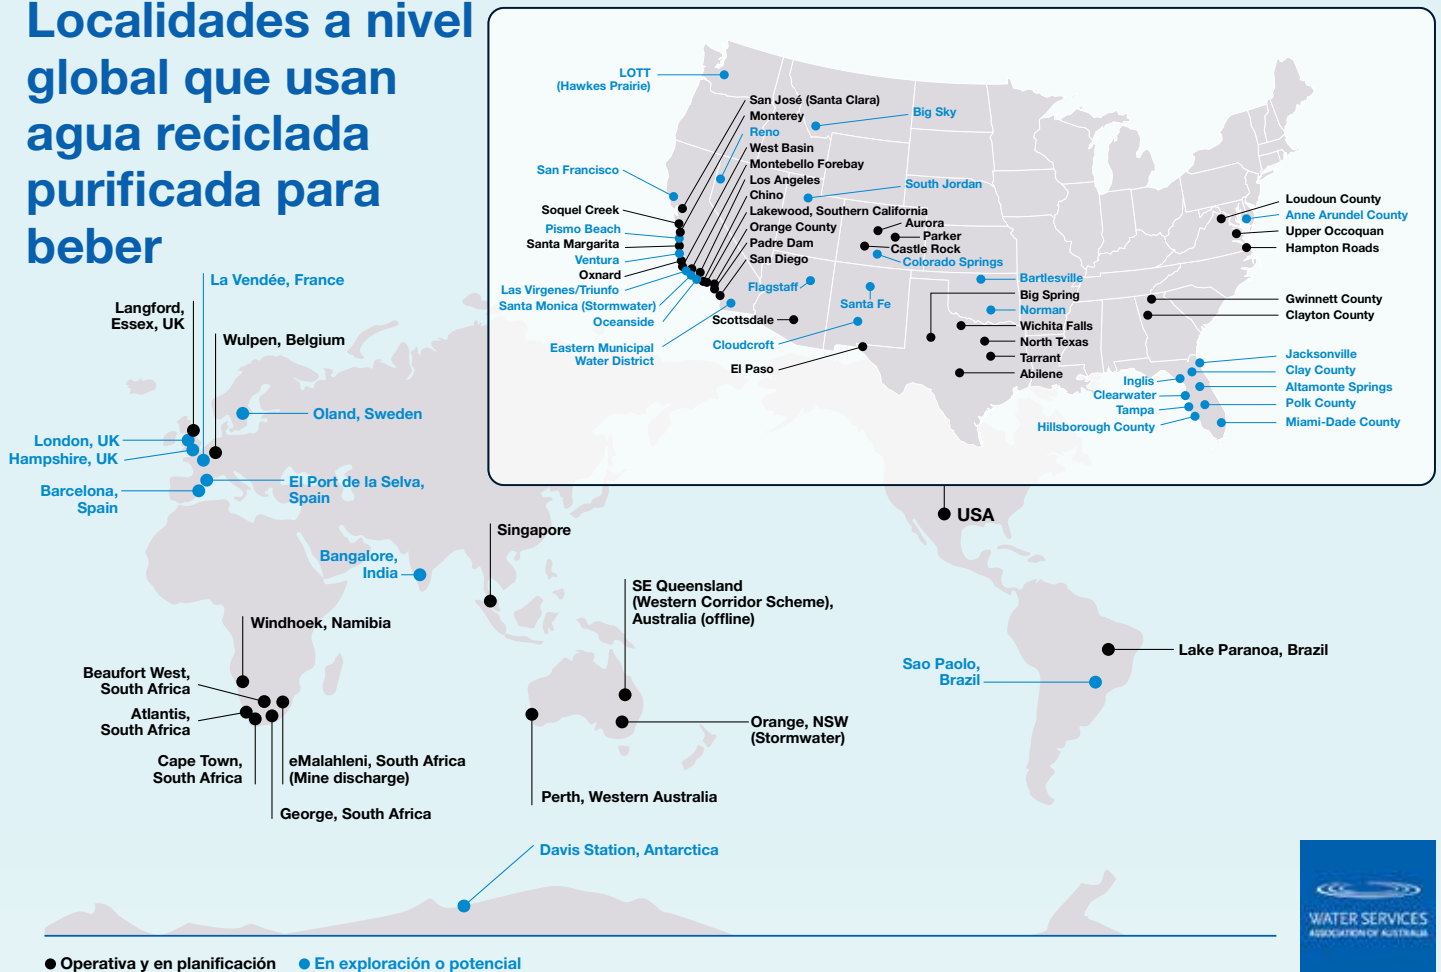 Localidades a nivel
global que usan
agua reciclada
purificada para
beber
LOTT
(Hawkes Prairie)
San José (Santa Clara)
Monterey
Reno
West Basin
Montebello Forebay
Los Angeles
Chino
Lakewood, Southern California
Orange County
Padre Dam
San Diego
Big Sky
South Jordan
San Francisco
Soquel Creek
Pismo Beach
Santa Margarita
Ventura
Oxnard
Las Virgenes/Triunfo
Santa Monica (Stormwater)
Oceanside
Eastern Municipal
Water District
Aurora
Parker
Castle Rock
Colorado Springs
Flagstaff
Santa Fe
Scottsdale
Cloudcroft
El Paso
Bartlesville
Big Spring
Norman
Wichita Falls
North Texas
Tarrant
Abilene
Loudoun County
Anne Arundel County
Upper Occoquan
Hampton Roads
Gwinnett County
Clayton County
Jacksonville
Clay County
Altamonte Springs
Polk County
Miami-Dade County
Inglis
Clearwater
Tampa
Hillsborough County
USA
La Vendée, France
Langford,
Essex, UK
Wulpen, Belgium
Oland, Sweden
London, UK
Hampshire, UK
El Port de la Selva,
Spain
Barcelona,
Spain
Singapore
Bangalore,
India
SE Queensland
(Western Corridor Scheme),
Australia (offline)
Windhoek, Namibia
Beaufort West,
South Africa
Atlantis,
South Africa
Cape Town,
South Africa
eMalahleni, South Africa
(Mine discharge)
George, South Africa
Orange, NSW
(Stormwater)
Perth, Western Australia
Lake Paranoa, Brazil
Sao Paolo,
Brazil
Davis Station, Antarctica
WATER SERVICES
ASSOCIATION OF AUSTRALIA
Operativa y en planificación
En exploración o potencial